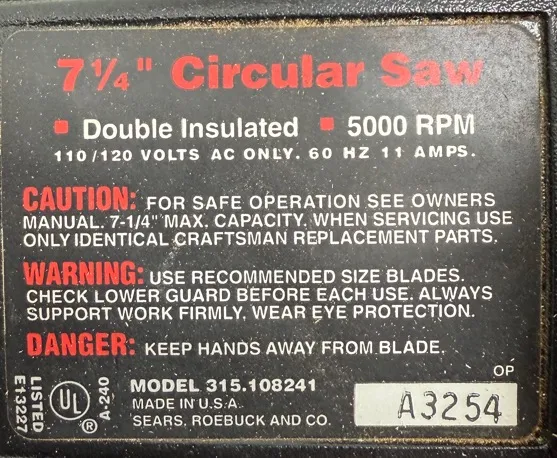 7 1/4" Circular Saw
▪ Double Insulated ▪ 5000 RPM
110/120 VOLTS AC ONLY. 60 HZ 11 AMPS.
CAUTION: FOR SAFE OPERATION SEE OWNERS
MANUAL. 7-1/4" MAX. CAPACITY. WHEN SERVICING USE
ONLY IDENTICAL CRAFTSMAN REPLACEMENT PARTS.
WARNING: USE RECOMMENDED SIZE BLADES.
CHECK LOWER GUARD BEFORE EACH USE. ALWAYS
SUPPORT WORK FIRMLY. WEAR EYE PROTECTION.
DANGER: KEEP HANDS AWAY FROM BLADE.
LISTED
E13227
UL
®
A-240
MODEL 315.108241
MADE IN U.S.A.
SEARS, ROEBUCK AND CO.
OP
A3254